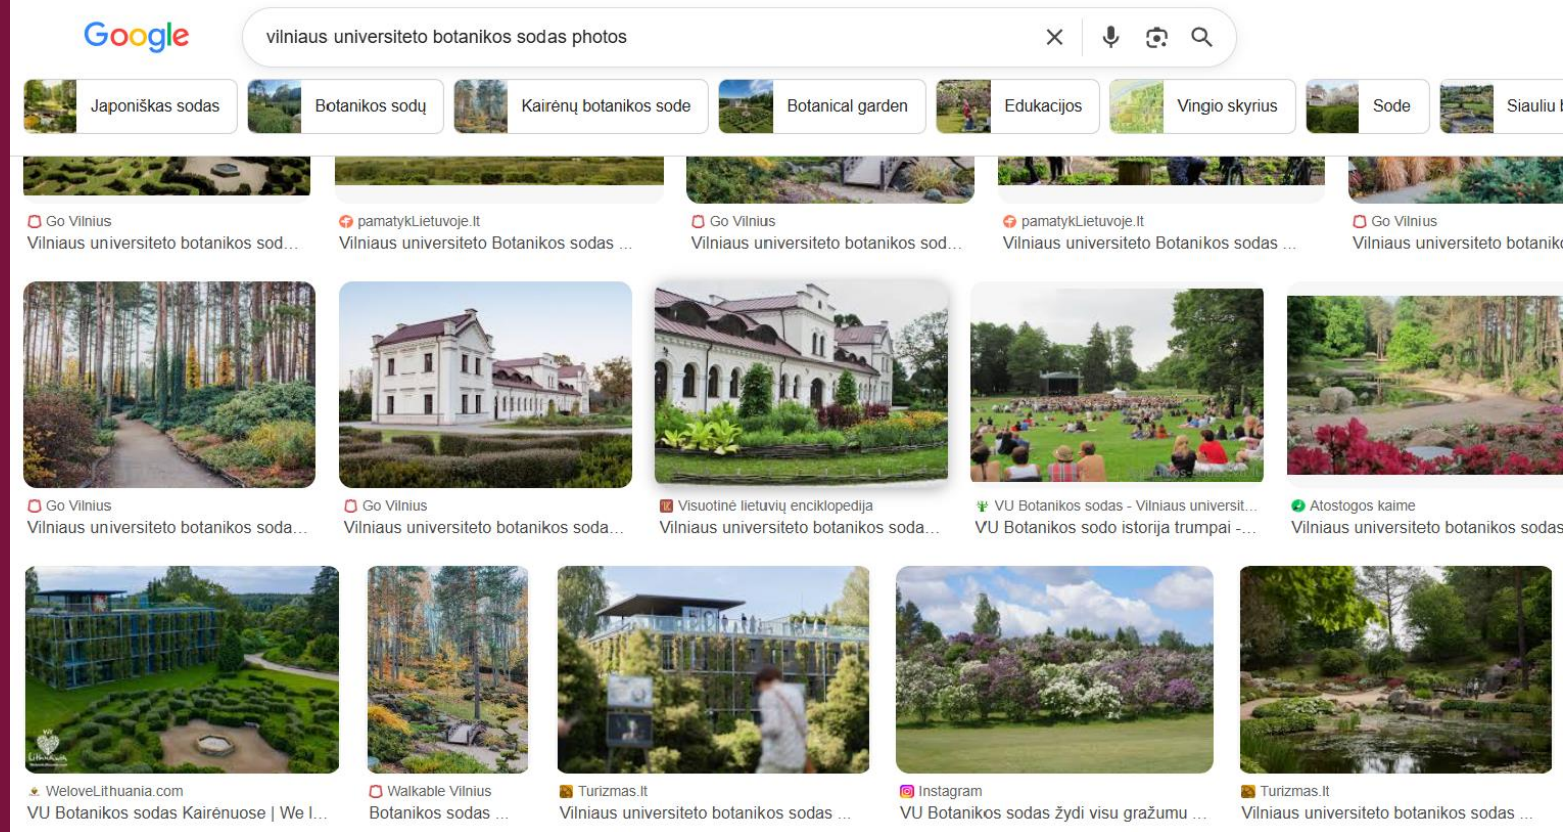 Google
vilniaus universiteto botanikos sodas photos
Japoniškas sodas
Botanikos sodų
Kairėnų botanikos sode
Botanical garden
Edukacijos
Vingio skyrius
Sode
Siauliu b
Go Vilnius
Vilniaus universiteto botanikos sod...
pamatykLietuvoje.lt
Vilniaus universiteto Botanikos sodas ...
Go Vilnius
Vilniaus universiteto botanikos sod...
pamatykLietuvoje.lt
Vilniaus universiteto Botanikos sodas ...
Go Vilnius
Vilniaus universiteto botaniko
Go Vilnius
Vilniaus universiteto botanikos soda...
Go Vilnius
Vilniaus universiteto botanikos soda...
Visuotinė lietuvių enciklopedija
Vilniaus universiteto botanikos soda...
VU Botanikos sodas - Vilniaus universit...
VU Botanikos sodo istorija trumpai -...
Atostogos kaime
Vilniaus universiteto botanikos sodas
WeloveLithuania.com
VU Botanikos sodas Kairėnuose | We l...
Walkable Vilnius
Botanikos sodas ...
Turizmas.lt
Vilniaus universiteto botanikos sodas ...
Instagram
VU Botanikos sodas žydi visu gražumu ...
Turizmas.lt
Vilniaus universiteto botanikos sodas ...